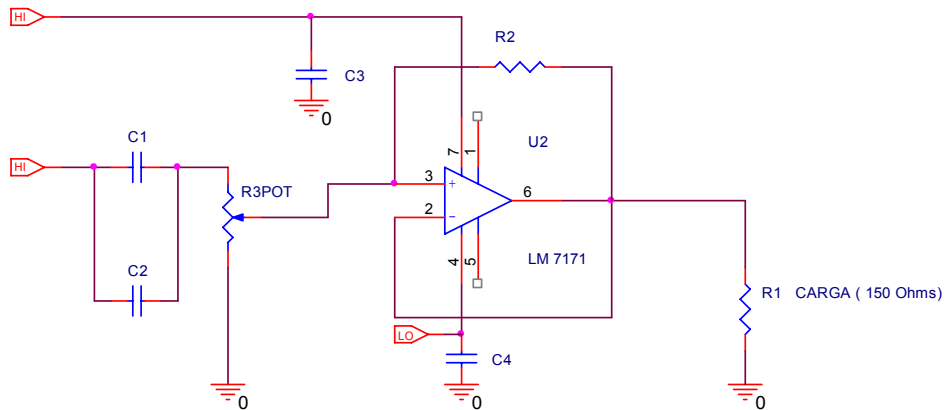 HI
C3
0
R2
HI
C1
C2
R3POT
0
U2
7
1
3
+
2
-
6
4
5
LM 7171
LO
C4
0
R1 CARGA ( 150 Ohms)
0